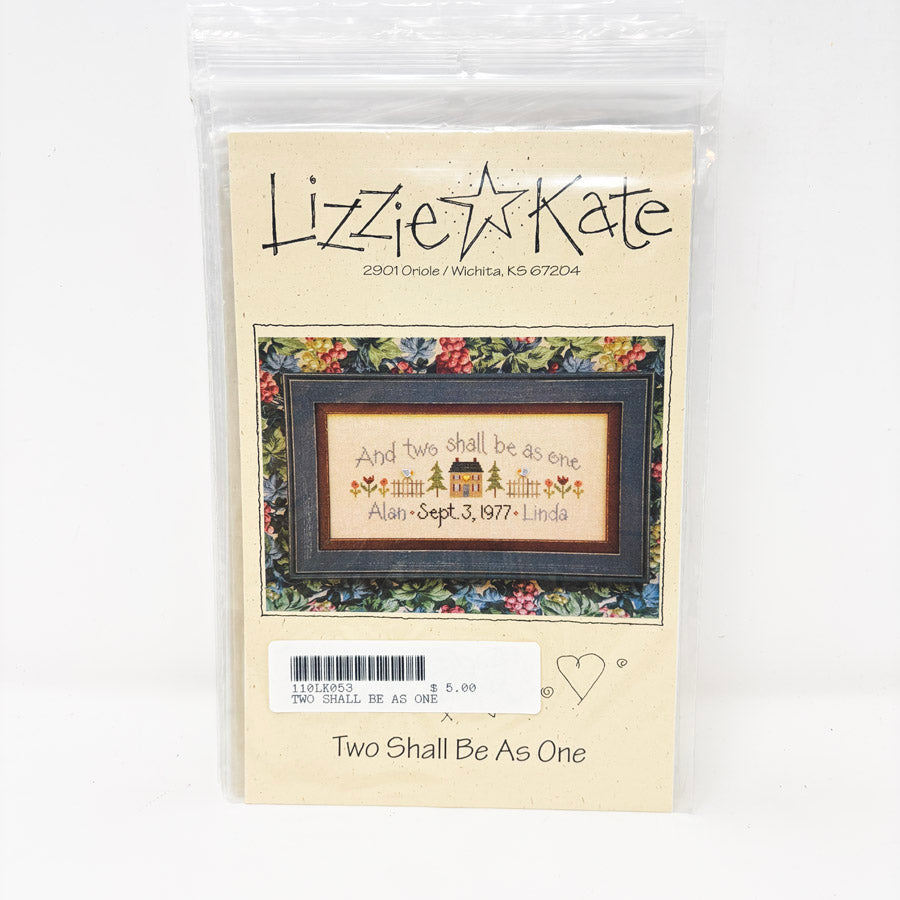 Lizzie Kate
2901 Oriole / Wichita, KS 67204
And two shall be as one
Alan • Sept. 3, 1977 • Linda
110LK053 $ 5.00
TWO SHALL BE AS ONE
Two Shall Be As One